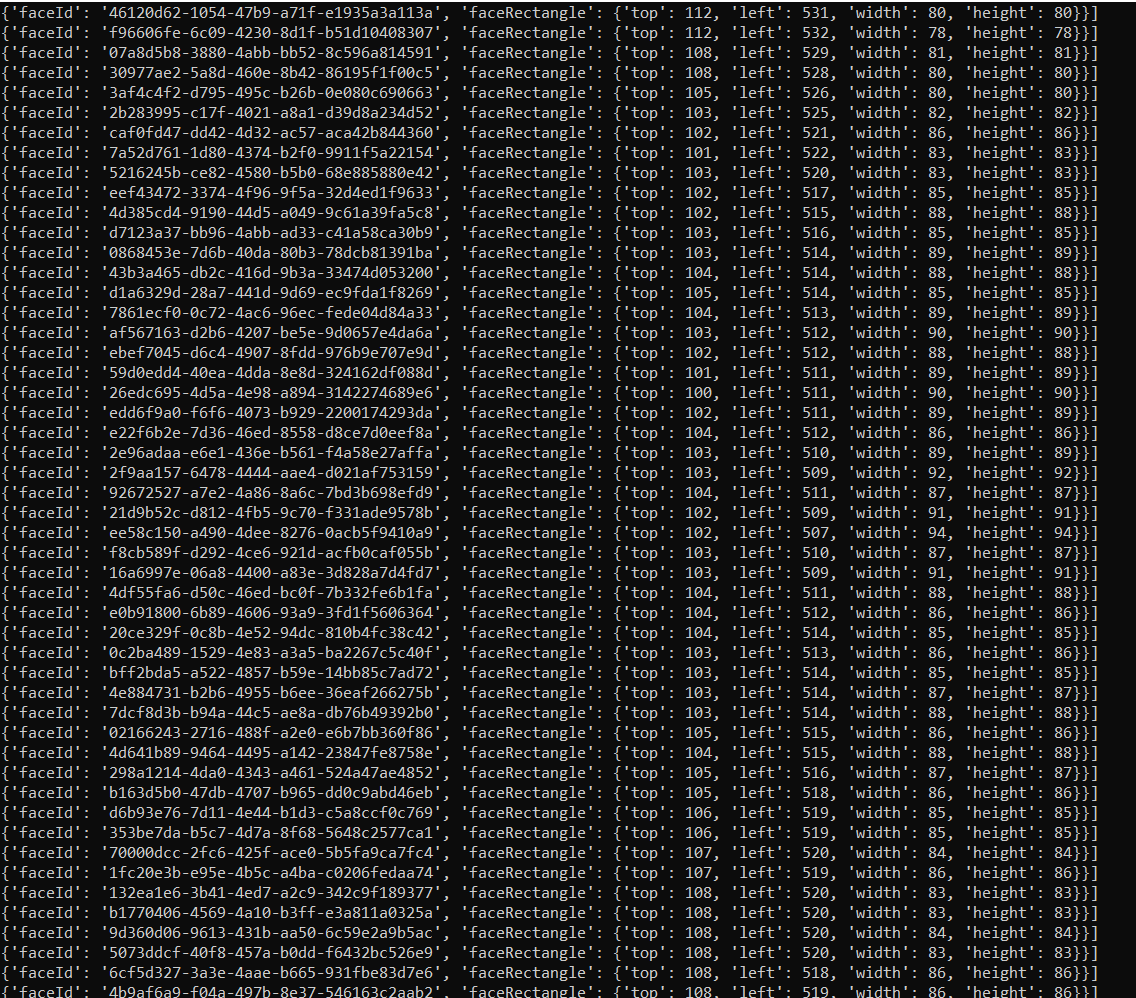 {'faceId': '46120d62-1054-47b9-a71f-e1935a3a113a', 'faceRectangle': {'top': 112, 'left': 531, 'width': 80, 'height': 80}}]
{'faceId': 'f96606fe-6c09-4230-8d1f-b51d10408307', 'faceRectangle': {'top': 112, 'left': 532, 'width': 78, 'height': 78}}]
{'faceId': '07a8d5b8-3880-4abb-bb52-8c596a814591', 'faceRectangle': {'top': 108, 'left': 529, 'width': 81, 'height': 81}}]
{'faceId': '30977ae2-5a8d-460e-8b42-86195f1f00c5', 'faceRectangle': {'top': 108, 'left': 528, 'width': 80, 'height': 80}}]
{'faceId': '3af4c4f2-d795-495c-b26b-0e080c690663', 'faceRectangle': {'top': 105, 'left': 526, 'width': 80, 'height': 80}}]
{'faceId': '2b283995-c17f-4021-a8a1-d39d8a234d52', 'faceRectangle': {'top': 103, 'left': 525, 'width': 82, 'height': 82}}]
{'faceId': 'caf0fd47-dd42-4d32-ac57-aca42b844360', 'faceRectangle': {'top': 102, 'left': 521, 'width': 86, 'height': 86}}]
{'faceId': '7a52d761-1d80-4374-b2f0-9911f5a22154', 'faceRectangle': {'top': 101, 'left': 522, 'width': 83, 'height': 83}}]
{'faceId': '5216245b-ce82-4580-b5b0-68e885880e42', 'faceRectangle': {'top': 103, 'left': 520, 'width': 83, 'height': 83}}]
{'faceId': 'eef43472-3374-4f96-9f5a-32d4ed1f9633', 'faceRectangle': {'top': 102, 'left': 517, 'width': 85, 'height': 85}}]
{'faceId': '4d385cd4-9190-44d5-a049-9c61a39fa5c8', 'faceRectangle': {'top': 102, 'left': 515, 'width': 88, 'height': 88}}]
{'faceId': 'd7123a37-bb96-4abb-ad33-c41a58ca30b9', 'faceRectangle': {'top': 103, 'left': 516, 'width': 85, 'height': 85}}]
{'faceId': '0868453e-7d6b-40da-80b3-78dcb81391ba', 'faceRectangle': {'top': 103, 'left': 514, 'width': 89, 'height': 89}}]
{'faceId': '43b3a465-db2c-416d-9b3a-33474d053200', 'faceRectangle': {'top': 104, 'left': 514, 'width': 88, 'height': 88}}]
{'faceId': 'd1a6329d-28a7-441d-9d69-ec9fda1f8269', 'faceRectangle': {'top': 105, 'left': 514, 'width': 85, 'height': 85}}]
{'faceId': '7861ecf0-0c72-4ac6-96ec-fede04d84a33', 'faceRectangle': {'top': 104, 'left': 513, 'width': 89, 'height': 89}}]
{'faceId': 'af567163-d2b6-4207-be5e-9d0657e4da6a', 'faceRectangle': {'top': 103, 'left': 512, 'width': 90, 'height': 90}}]
{'faceId': 'ebef7045-d6c4-4907-8fdd-976b9e707e9d', 'faceRectangle': {'top': 102, 'left': 512, 'width': 88, 'height': 88}}]
{'faceId': '59d0edd4-40ea-4dda-8e8d-324162df088d', 'faceRectangle': {'top': 101, 'left': 511, 'width': 89, 'height': 89}}]
{'faceId': '26edc695-4d5a-4e98-a894-3142274689e6', 'faceRectangle': {'top': 100, 'left': 511, 'width': 90, 'height': 90}}]
{'faceId': 'edd6f9a0-f6f6-4073-b929-2200174293da', 'faceRectangle': {'top': 102, 'left': 511, 'width': 89, 'height': 89}}]
{'faceId': 'e22f6b2e-7d36-46ed-8558-d8ce7d0eef8a', 'faceRectangle': {'top': 104, 'left': 512, 'width': 86, 'height': 86}}]
{'faceId': '2e96adaa-e6e1-436e-b561-f4a58e27affa', 'faceRectangle': {'top': 103, 'left': 510, 'width': 89, 'height': 89}}]
{'faceId': '2f9aa157-6478-4444-aae4-d021af753159', 'faceRectangle': {'top': 103, 'left': 509, 'width': 92, 'height': 92}}]
{'faceId': '92672527-a7e2-4a86-8a6c-7bd3b698efd9', 'faceRectangle': {'top': 104, 'left': 511, 'width': 87, 'height': 87}}]
{'faceId': '21d9b52c-d812-4fb5-9c70-f331ade9578b', 'faceRectangle': {'top': 102, 'left': 509, 'width': 91, 'height': 91}}]
{'faceId': 'ee58c150-a490-4dee-8276-0acb5f9410a9', 'faceRectangle': {'top': 102, 'left': 507, 'width': 94, 'height': 94}}]
{'faceId': 'f8cb589f-d292-4ce6-921d-acfb0caf055b', 'faceRectangle': {'top': 103, 'left': 510, 'width': 87, 'height': 87}}]
{'faceId': '16a6997e-06a8-4400-a83e-3d828a7d4fd7', 'faceRectangle': {'top': 103, 'left': 509, 'width': 91, 'height': 91}}]
{'faceId': '4df55fa6-d50c-46ed-bc0f-7b332fe6b1fa', 'faceRectangle': {'top': 104, 'left': 511, 'width': 88, 'height': 88}}]
{'faceId': 'e0b91800-6b89-4606-93a9-3fd1f5606364', 'faceRectangle': {'top': 104, 'left': 512, 'width': 86, 'height': 86}}]
{'faceId': '20ce329f-0c8b-4e52-94dc-810b4fc38c42', 'faceRectangle': {'top': 104, 'left': 514, 'width': 85, 'height': 85}}]
{'faceId': '0c2ba489-1529-4e83-a3a5-ba2267c5c40f', 'faceRectangle': {'top': 103, 'left': 513, 'width': 86, 'height': 86}}]
{'faceId': 'bff2bda5-a522-4857-b59e-14bb85c7ad72', 'faceRectangle': {'top': 103, 'left': 514, 'width': 85, 'height': 85}}]
{'faceId': '4e884731-b2b6-4955-b6ee-36eaf266275b', 'faceRectangle': {'top': 103, 'left': 514, 'width': 87, 'height': 87}}]
{'faceId': '7dcf8d3b-b94a-44c5-ae8a-db76b49392b0', 'faceRectangle': {'top': 103, 'left': 514, 'width': 88, 'height': 88}}]
{'faceId': '02166243-2716-488f-a2e0-e6b7bb360f86', 'faceRectangle': {'top': 105, 'left': 515, 'width': 86, 'height': 86}}]
{'faceId': '4d641b89-9464-4495-a142-23847fe8758e', 'faceRectangle': {'top': 104, 'left': 515, 'width': 88, 'height': 88}}]
{'faceId': '298a1214-4da0-4343-a461-524a47ae4852', 'faceRectangle': {'top': 105, 'left': 516, 'width': 87, 'height': 87}}]
{'faceId': 'b163d5b0-47db-4707-b965-dd0c9abd46eb', 'faceRectangle': {'top': 105, 'left': 518, 'width': 86, 'height': 86}}]
{'faceId': 'd6b93e76-7d11-4e44-b1d3-c5a8ccf0c769', 'faceRectangle': {'top': 106, 'left': 519, 'width': 85, 'height': 85}}]
{'faceId': '353be7da-b5c7-4d7a-8f68-5648c2577ca1', 'faceRectangle': {'top': 106, 'left': 519, 'width': 85, 'height': 85}}]
{'faceId': '70000dcc-2fc6-425f-ace0-5b5fa9ca7fc4', 'faceRectangle': {'top': 107, 'left': 520, 'width': 84, 'height': 84}}]
{'faceId': '1fc20e3b-e95e-4b5c-a4ba-c0206fedaa74', 'faceRectangle': {'top': 107, 'left': 519, 'width': 86, 'height': 86}}]
{'faceId': '132ea1e6-3b41-4ed7-a2c9-342c9f189377', 'faceRectangle': {'top': 108, 'left': 520, 'width': 83, 'height': 83}}]
{'faceId': 'b1770406-4569-4a10-b3ff-e3a811a0325a', 'faceRectangle': {'top': 108, 'left': 520, 'width': 83, 'height': 83}}]
{'faceId': '9d360d06-9613-431b-aa50-6c59e2a9b5ac', 'faceRectangle': {'top': 108, 'left': 520, 'width': 84, 'height': 84}}]
{'faceId': '5073ddcf-40f8-457a-b0dd-f6432bc526e9', 'faceRectangle': {'top': 108, 'left': 520, 'width': 83, 'height': 83}}]
{'faceId': '6cf5d327-3a3e-4aae-b665-931fbe83d7e6', 'faceRectangle': {'top': 108, 'left': 518, 'width': 86, 'height': 86}}]
{'faceId': '4b9af6a9-f04a-497b-8e37-546163c2aab2', 'faceRectangle': {'top': 108, 'left': 519, 'width': 86, 'height': 86}}]